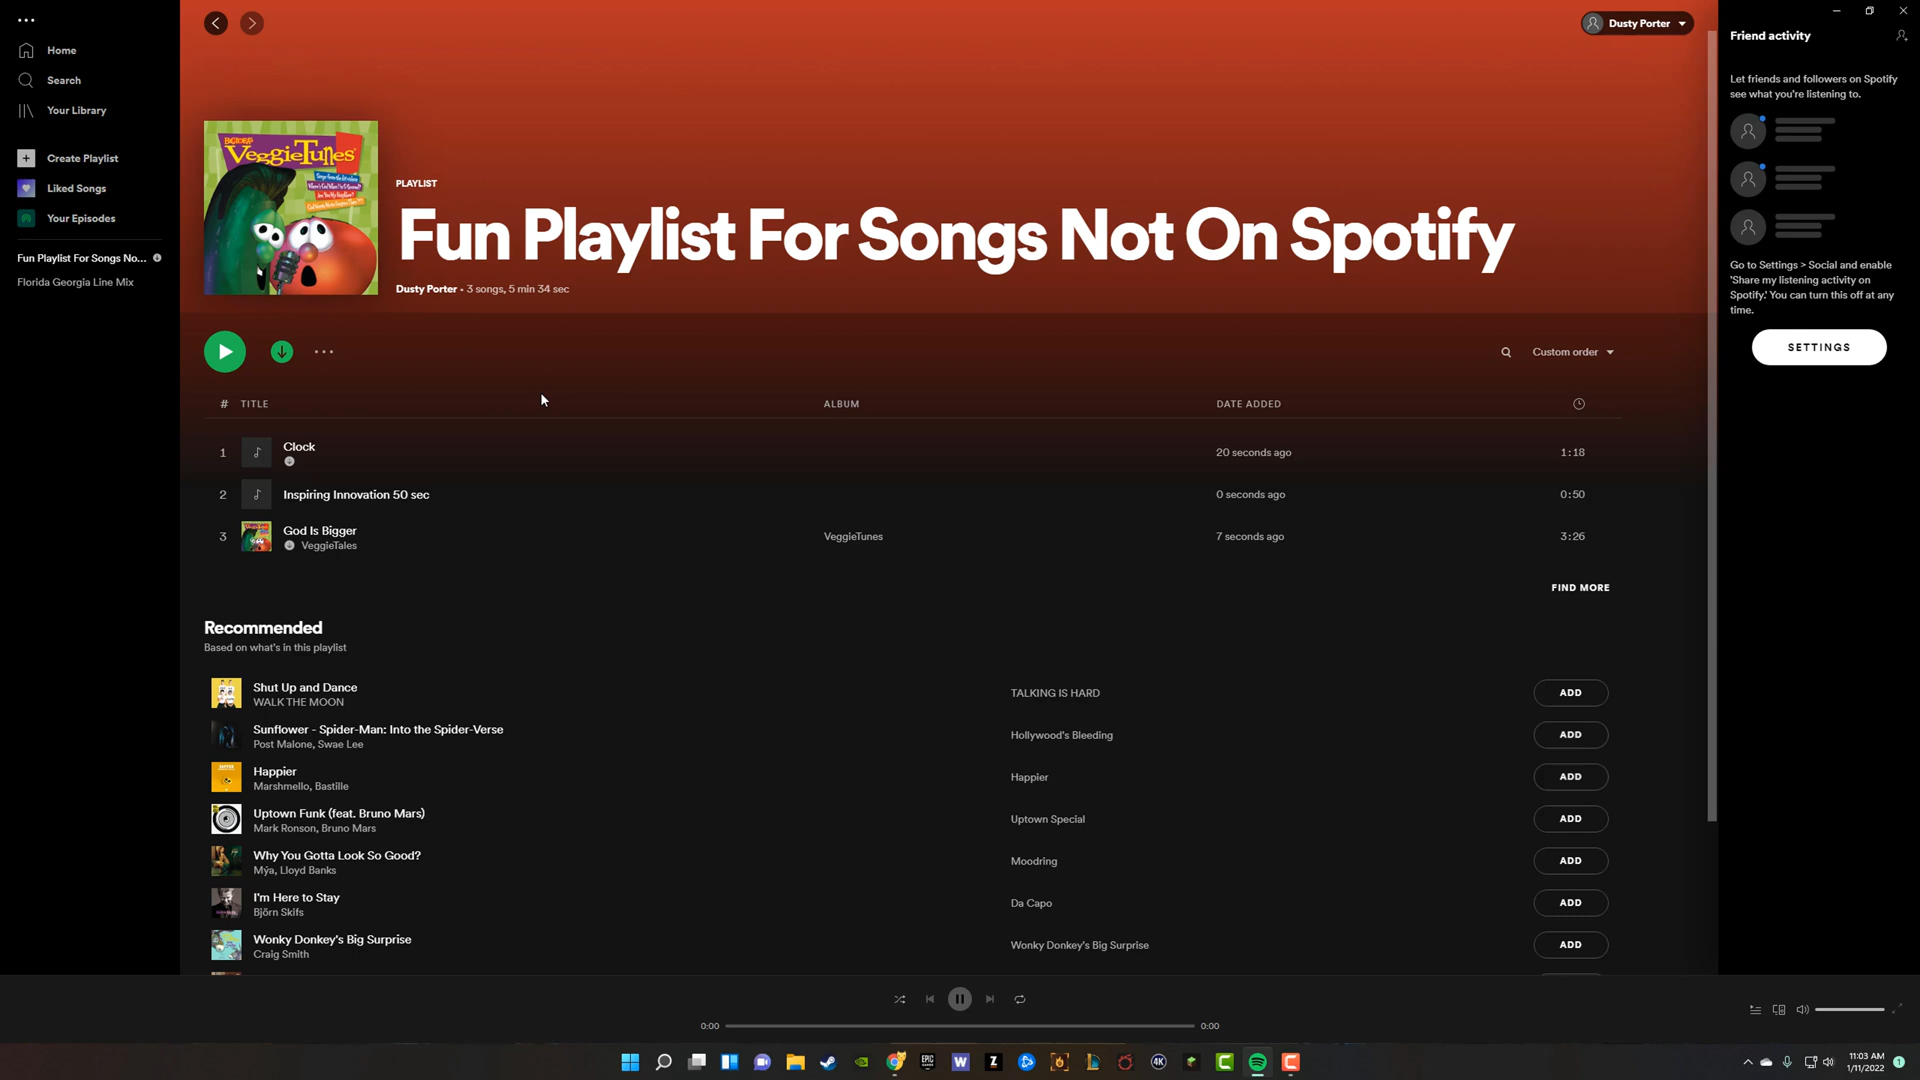 Home
Search
Your Library
Create Playlist
Liked Songs
Your Episodes
Fun Playlist For Songs No...
Florida Georgia Line Mix
Dusty Porter
VeggieTunes
PLAYLIST
Fun Playlist For Songs Not On Spotify
Dusty Porter • 3 songs, 5 min 34 sec
Custom order
# TITLE ALBUM DATE ADDED
1 Clock 20 seconds ago 1:18
2 Inspiring Innovation 50 sec 0 seconds ago 0:50
3 God Is Bigger VeggieTunes 7 seconds ago 3:26
VeggieTales
FIND MORE
Recommended
Based on what's in this playlist
Shut Up and Dance TALKING IS HARD ADD
WALK THE MOON
Sunflower - Spider-Man: Into the Spider-Verse Hollywood's Bleeding ADD
Post Malone, Swae Lee
Happier Happier ADD
Marshmello, Bastille
Uptown Funk (feat. Bruno Mars) Uptown Special ADD
Mark Ronson, Bruno Mars
Why You Gotta Look So Good? Moodring ADD
Mýa, Lloyd Banks
I'm Here to Stay Da Capo ADD
Björn Skifs
Wonky Donkey's Big Surprise Wonky Donkey's Big Surprise ADD
Craig Smith
Friend activity
Let friends and followers on Spotify
see what you're listening to.
Go to Settings > Social and enable
'Share my listening activity on
Spotify.' You can turn this off at any
time.
SETTINGS
0:00 0:00
EPIC
W
Z
4K
11:03 AM
1/11/2022
1